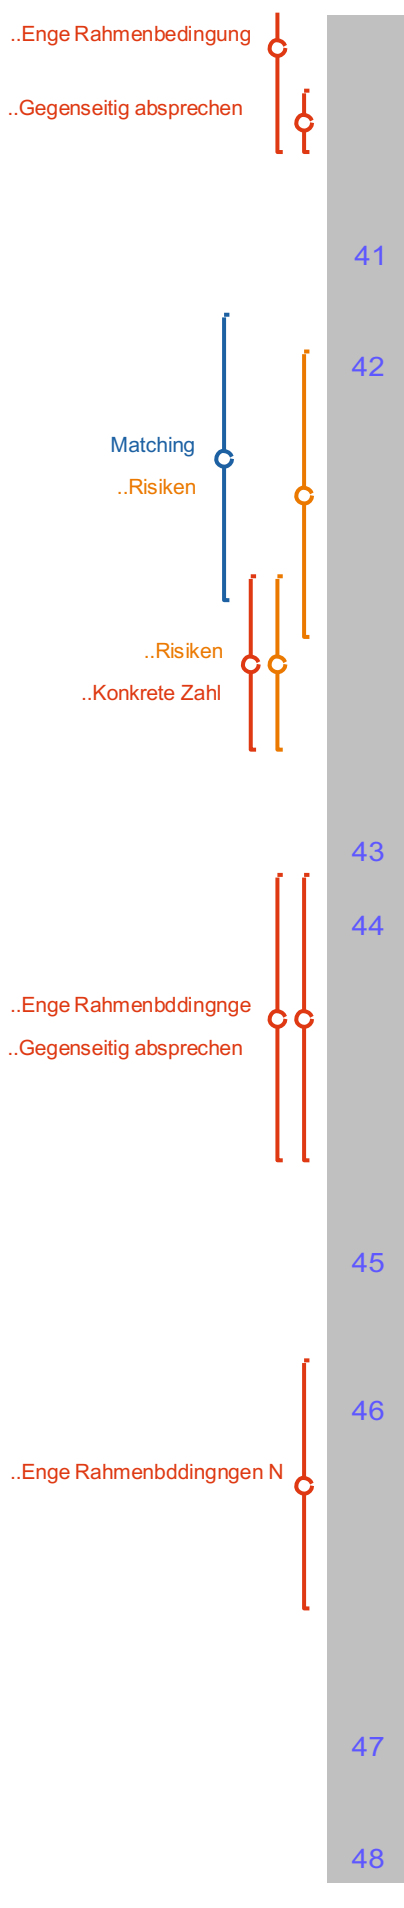 ..Enge Rahmenbedingung
..Gegenseitig absprechen
41
42
Matching
..Risiken
..Risiken
..Konkrete Zahl
43
44
..Enge Rahmenbddingnge
..Gegenseitig absprechen
45
46
..Enge Rahmenbddingngen N
47
48